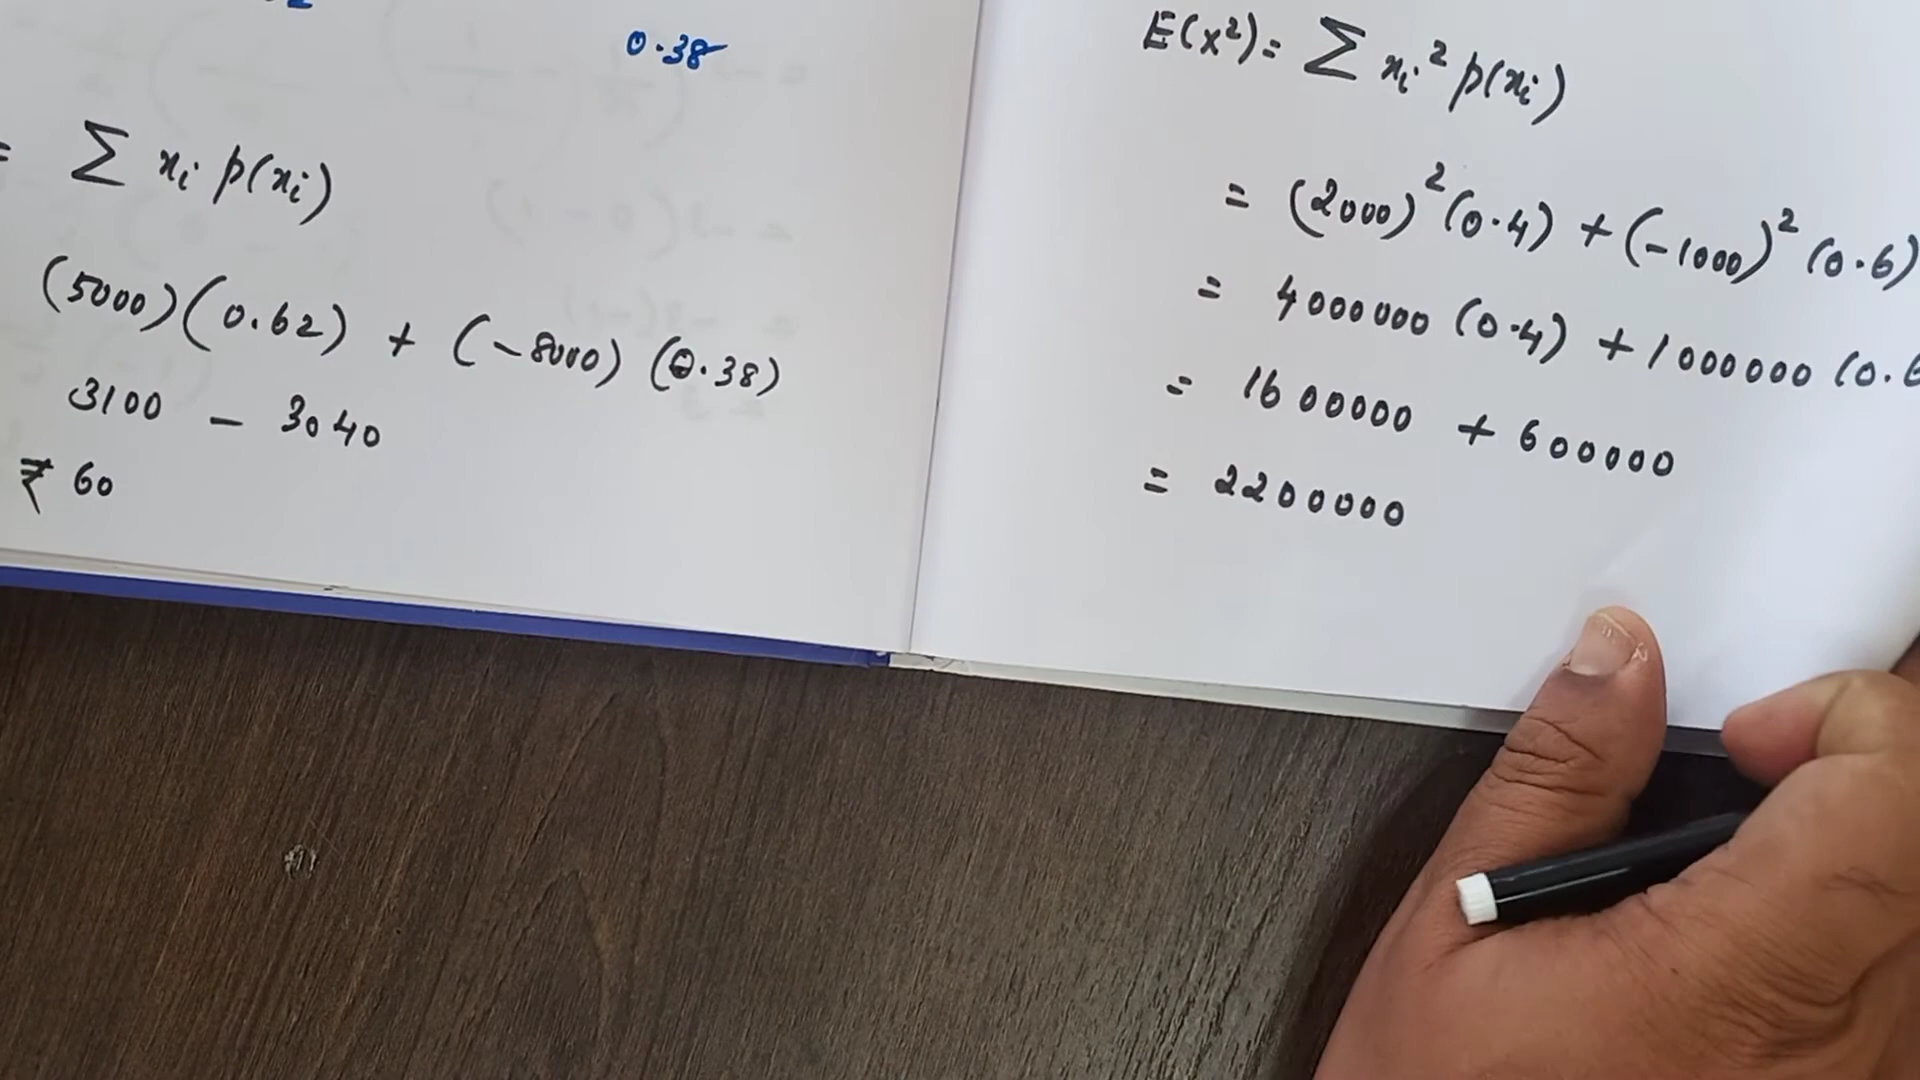 0.38
= Σ xi p(xi)
(5000)(0.62) + (-8000)(0.38)
3100 - 3040
₹ 60
E(x²) = Σ xi² p(xi)
= (2000)² (0.4) + (-1000)² (0.6)
= 4000000 (0.4) + 1000000 (0.6
= 1600000 + 600000
= 2200000